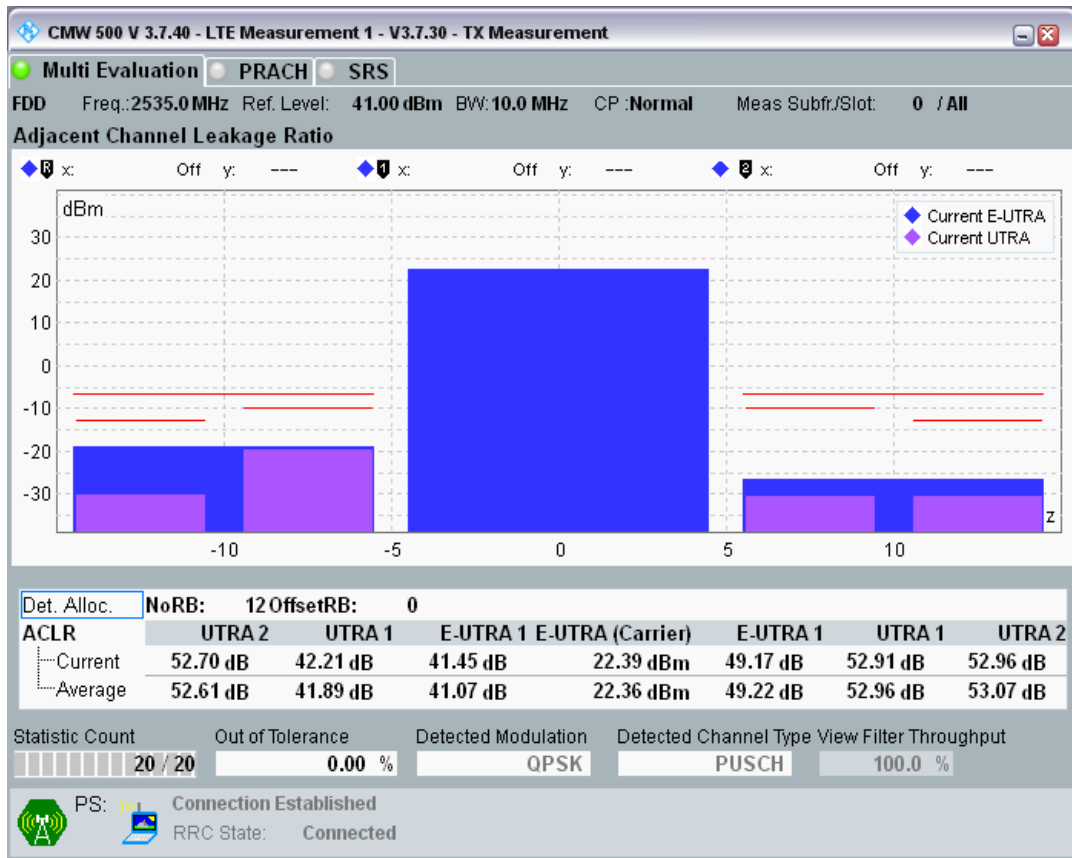 CMW 500 V 3.7.40 - LTE Measurement 1 - V3.7.30 - TX Measurement
Multi Evaluation PRACH SRS
FDD Freq.:2535.0 MHz Ref. Level: 41.00 dBm BW:10.0 MHz CP :Normal Meas Subfr./Slot: 0 / All
Adjacent Channel Leakage Ratio
R x: Off y: --- 1 x: Off y: --- 2 x: Off y: ---
dBm
Current E-UTRA
Current UTRA
30
20
10
0
-10
-20
-30
z
-10 -5 0 5 10
Det. Alloc. NoRB: 12 OffsetRB: 0
ACLR UTRA 2 UTRA 1 E-UTRA 1 E-UTRA (Carrier) E-UTRA 1 UTRA 1 UTRA 2
Current 52.70 dB 42.21 dB 41.45 dB 22.39 dBm 49.17 dB 52.91 dB 52.96 dB
Average 52.61 dB 41.89 dB 41.07 dB 22.36 dBm 49.22 dB 52.96 dB 53.07 dB
Statistic Count Out of Tolerance Detected Modulation Detected Channel Type View Filter Throughput
20 / 20 0.00 % QPSK PUSCH 100.0 %
PS: Connection Established
RRC State: Connected